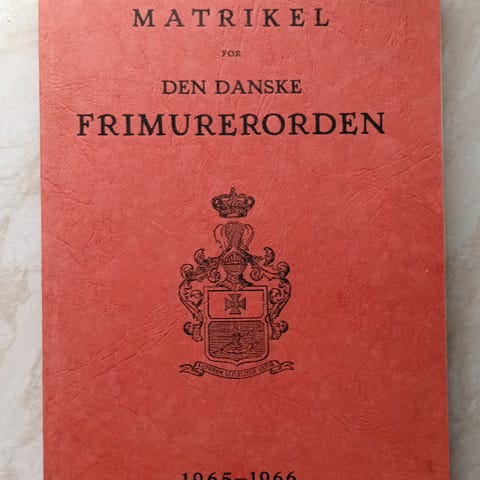 MATRIKEL
FOR
DEN DANSKE
FRIMURERORDEN
1965-1966